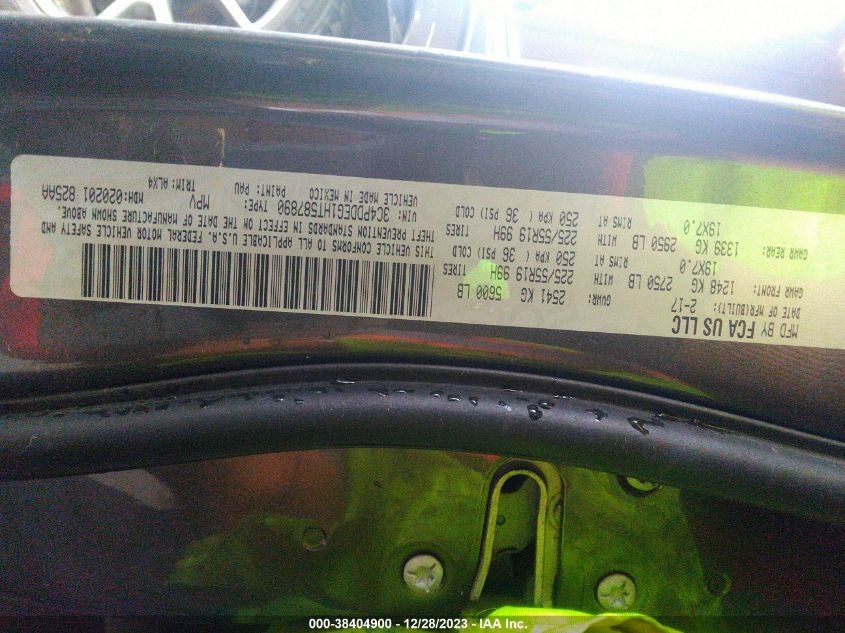 MFD BY FCA US LLC
DATE OF MFR(BUILT): 2-17
GVWR: 2541 KG 5600 LB
GAWR FRONT: 1248 KG 2750 LB WITH 225/55R19 99H TIRES
19X7.0 RIMS AT 250 KPA ( 36 PSI) COLD
GAWR REAR: 1339 KG 2950 LB WITH 225/55R19 99H TIRES
19X7.0 RIMS AT 250 KPA ( 36 PSI) COLD
THIS VEHICLE CONFORMS TO ALL APPLICABLE U.S.A. FEDERAL MOTOR VEHICLE SAFETY AND
THEFT PREVENTION STANDARDS IN EFFECT ON THE DATE OF MANUFACTURE SHOWN ABOVE.
VIN: 3C4PDDEG1HT587890 TYPE: MPV MDH:020201 825AA
VEHICLE MADE IN MEXICO PAINT: PAU TRIM: ALX4
000-38404900 - 12/28/2023 - IAA Inc.